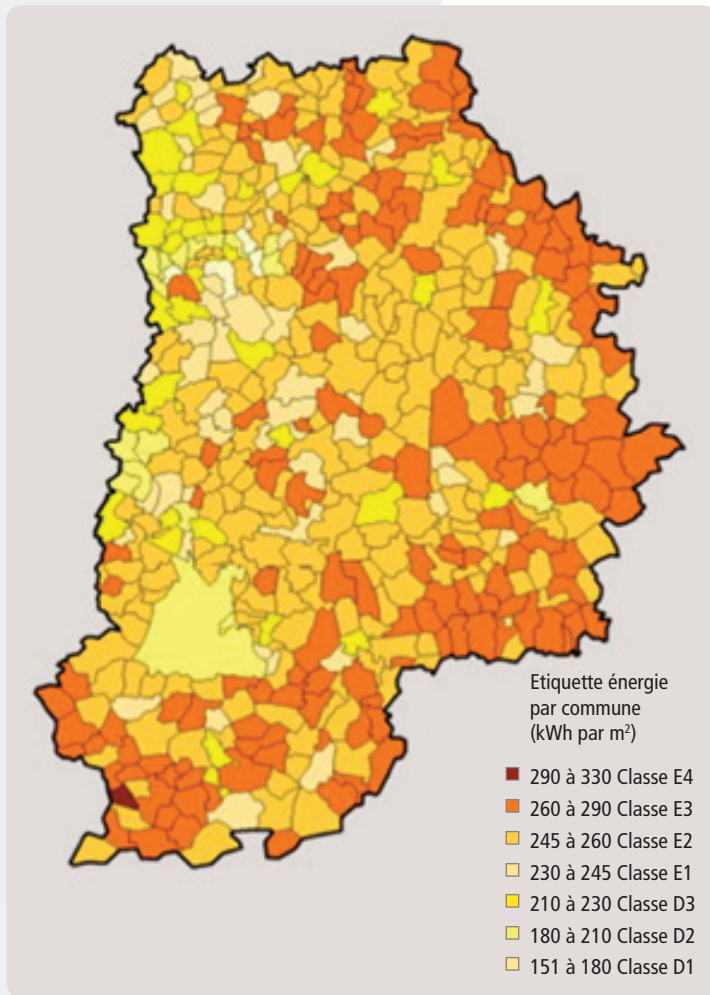 Etiquette énergie
par commune
(kWh par m²)
290 à 330 Classe E4
260 à 290 Classe E3
245 à 260 Classe E2
230 à 245 Classe E1
210 à 230 Classe D3
180 à 210 Classe D2
151 à 180 Classe D1